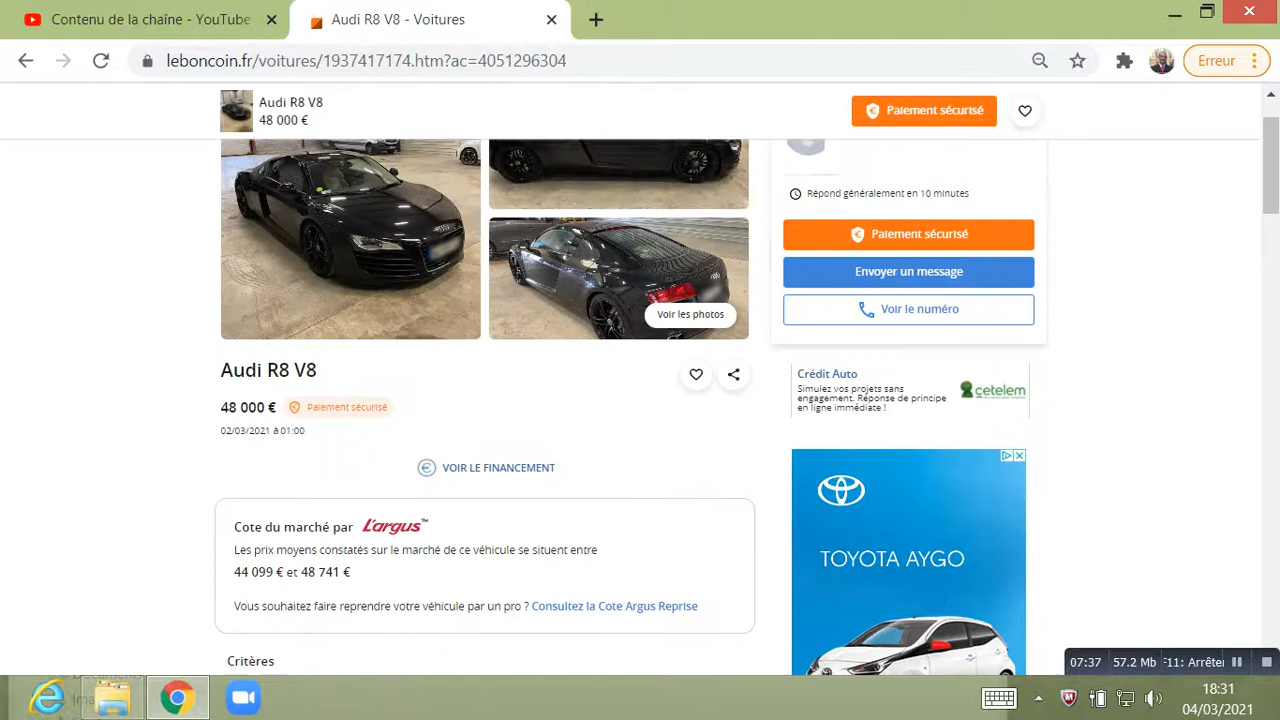 Contenu de la chaîne - YouTube
Audi R8 V8 - Voitures
leboncoin.fr/voitures/1937417174.htm?ac=4051296304
Erreur
Audi R8 V8
48 000 €
Paiement sécurisé
Répond généralement en 10 minutes
Paiement sécurisé
Envoyer un message
Voir le numéro
Voir les photos
Audi R8 V8
48 000 €
Paiement sécurisé
02/03/2021 à 01:00
VOIR LE FINANCEMENT
Crédit Auto
Simulez vos projets sans
engagement. Réponse de principe
en ligne immédiate !
cetelem
Cote du marché par L'argus™
Les prix moyens constatés sur le marché de ce véhicule se situent entre
44 099 € et 48 741 €
Vous souhaitez faire reprendre votre véhicule par un pro ? Consultez la Cote Argus Reprise
Critères
TOYOTA AYGO
07:37
57.2 Mb
18:31
04/03/2021